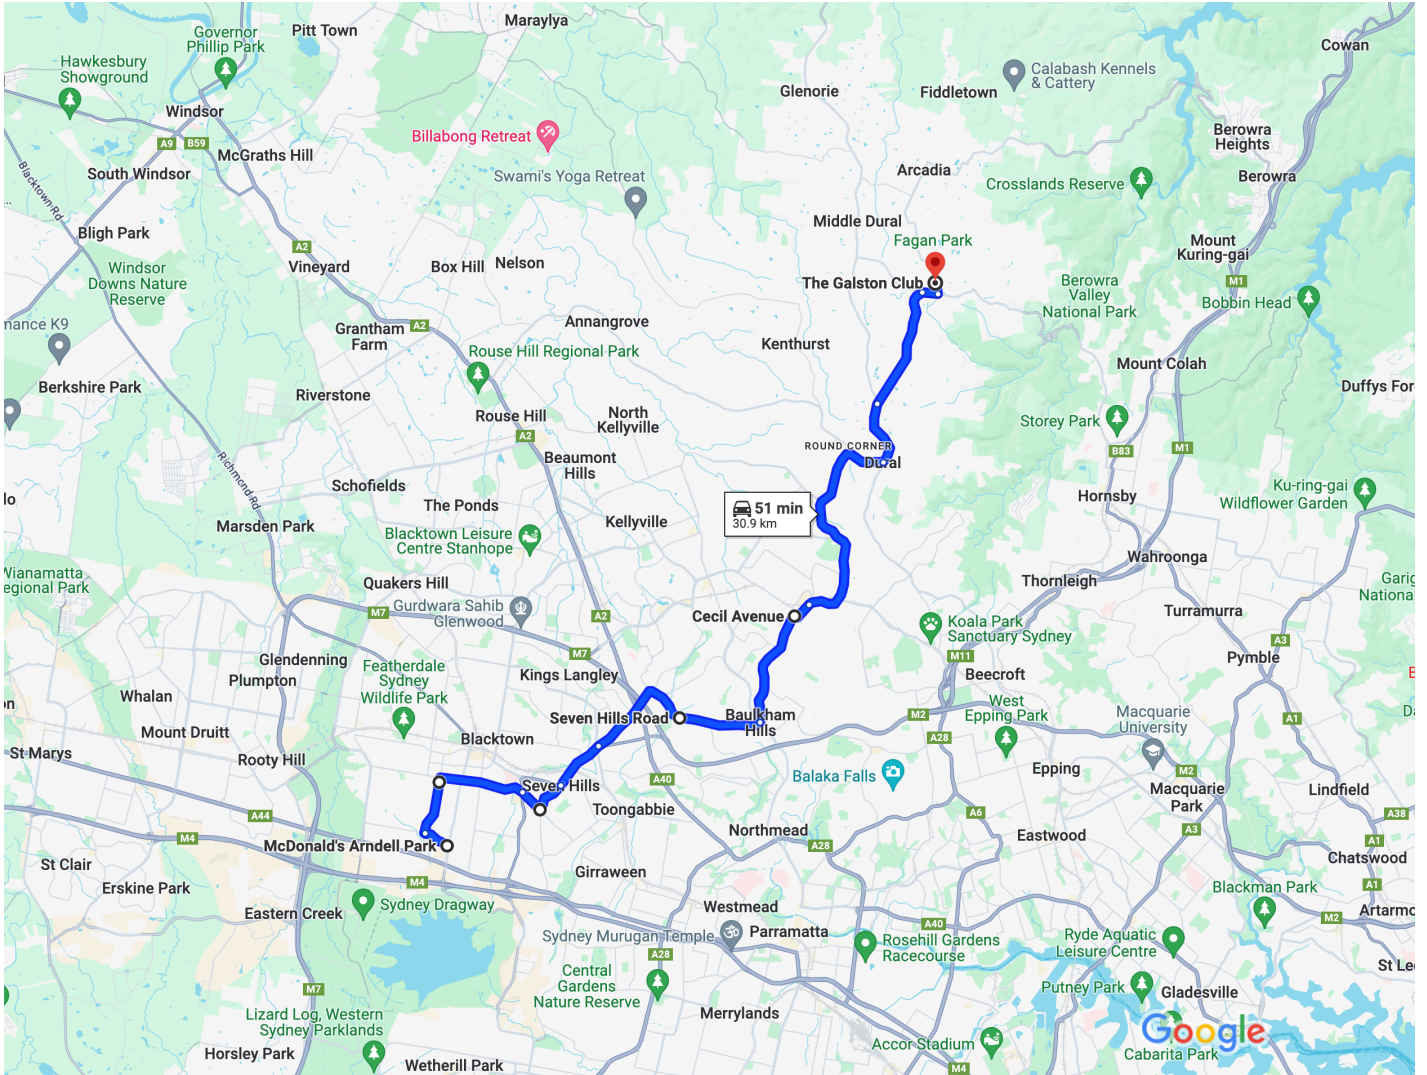 Maraylya
Governor
Phillip Park
Pitt Town
Cowan
Hawkesbury
Showground
Calabash Kennels
& Cattery
Glenorie
Fiddletown
Windsor
Billabong Retreat
Berowra
Heights
A9
B59
McGraths Hill
South Windsor
Swami's Yoga Retreat
Arcadia
Crosslands Reserve
Berowra
Blacktown Rd
Middle Dural
Bligh Park
A2
Fagan Park
Mount
Kuring-gai
Windsor
Downs Nature
Reserve
Vineyard
Box Hill
Nelson
The Galston Club
Berowra
Valley
National Park
M1
Bobbin Head
mance K9
Grantham
Farm
A2
Annangrove
Kenthurst
Rouse Hill Regional Park
Mount Colah
Berkshire Park
Riverstone
Duffys For
Rouse Hill
North
Kellyville
Storey Park
A2
ROUND CORNER
B83
M1
Beaumont
Hills
Dural
Richmond Rd
lo
Schofields
The Ponds
51 min
30.9 km
Hornsby
Ku-ring-gai
Wildflower Garden
Marsden Park
Kellyville
Blacktown Leisure
Centre Stanhope
Wahroonga
Wianamatta
egional Park
Quakers Hill
Thornleigh
Garig
Nationa
M7
Gurdwara Sahib
Glenwood
A2
Cecil Avenue
Koala Park
Sanctuary Sydney
Turramurra
A3
M7
M11
Pymble
Glendenning
Plumpton
Featherdale
Sydney
Wildlife Park
Kings Langley
Beecroft
B
Whalan
on
West
Epping Park
Seven Hills Road
Baulkham
Hills
M2
Macquarie
University
A1
Da
Mount Druitt
Blacktown
A28
St Marys
Rooty Hill
Epping
M2
Seven Hills
A40
Balaka Falls
Macquarie
Park
Lindfield
Toongabbie
A44
A6
A38
M4
McDonald's Arndell Park
Northmead
A28
Eastwood
A3
A1
St Clair
Chatswood
Erskine Park
M4
Girraween
Blackman Park
A1
Eastern Creek
Sydney Dragway
Westmead
M2
Artarmo
Sydney Murugan Temple
Parramatta
A40
Rosehill Gardens
Racecourse
Ryde Aquatic
Leisure Centre
A28
St Le
Central
Gardens
Nature Reserve
M7
Putney Park
Gladesville
Lizard Log, Western
Sydney Parklands
Merrylands
Google
Horsley Park
Accor Stadium
Cabarita Park
Wetherill Park
M4